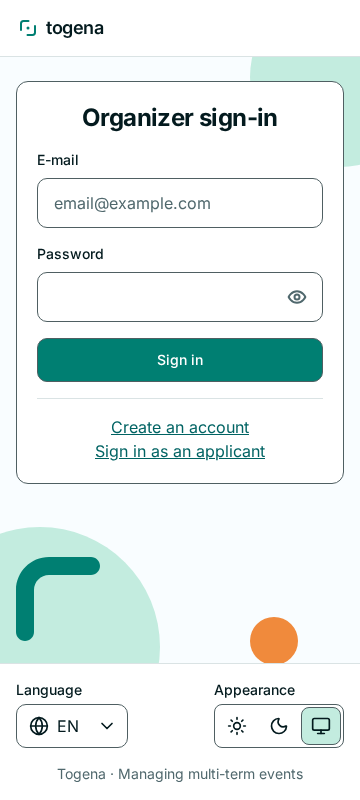 togena
Organizer sign-in
E-mail
email@example.com
Password
Sign in
Create an account
Sign in as an applicant
Language
Appearance
EN
Togena · Managing multi-term events